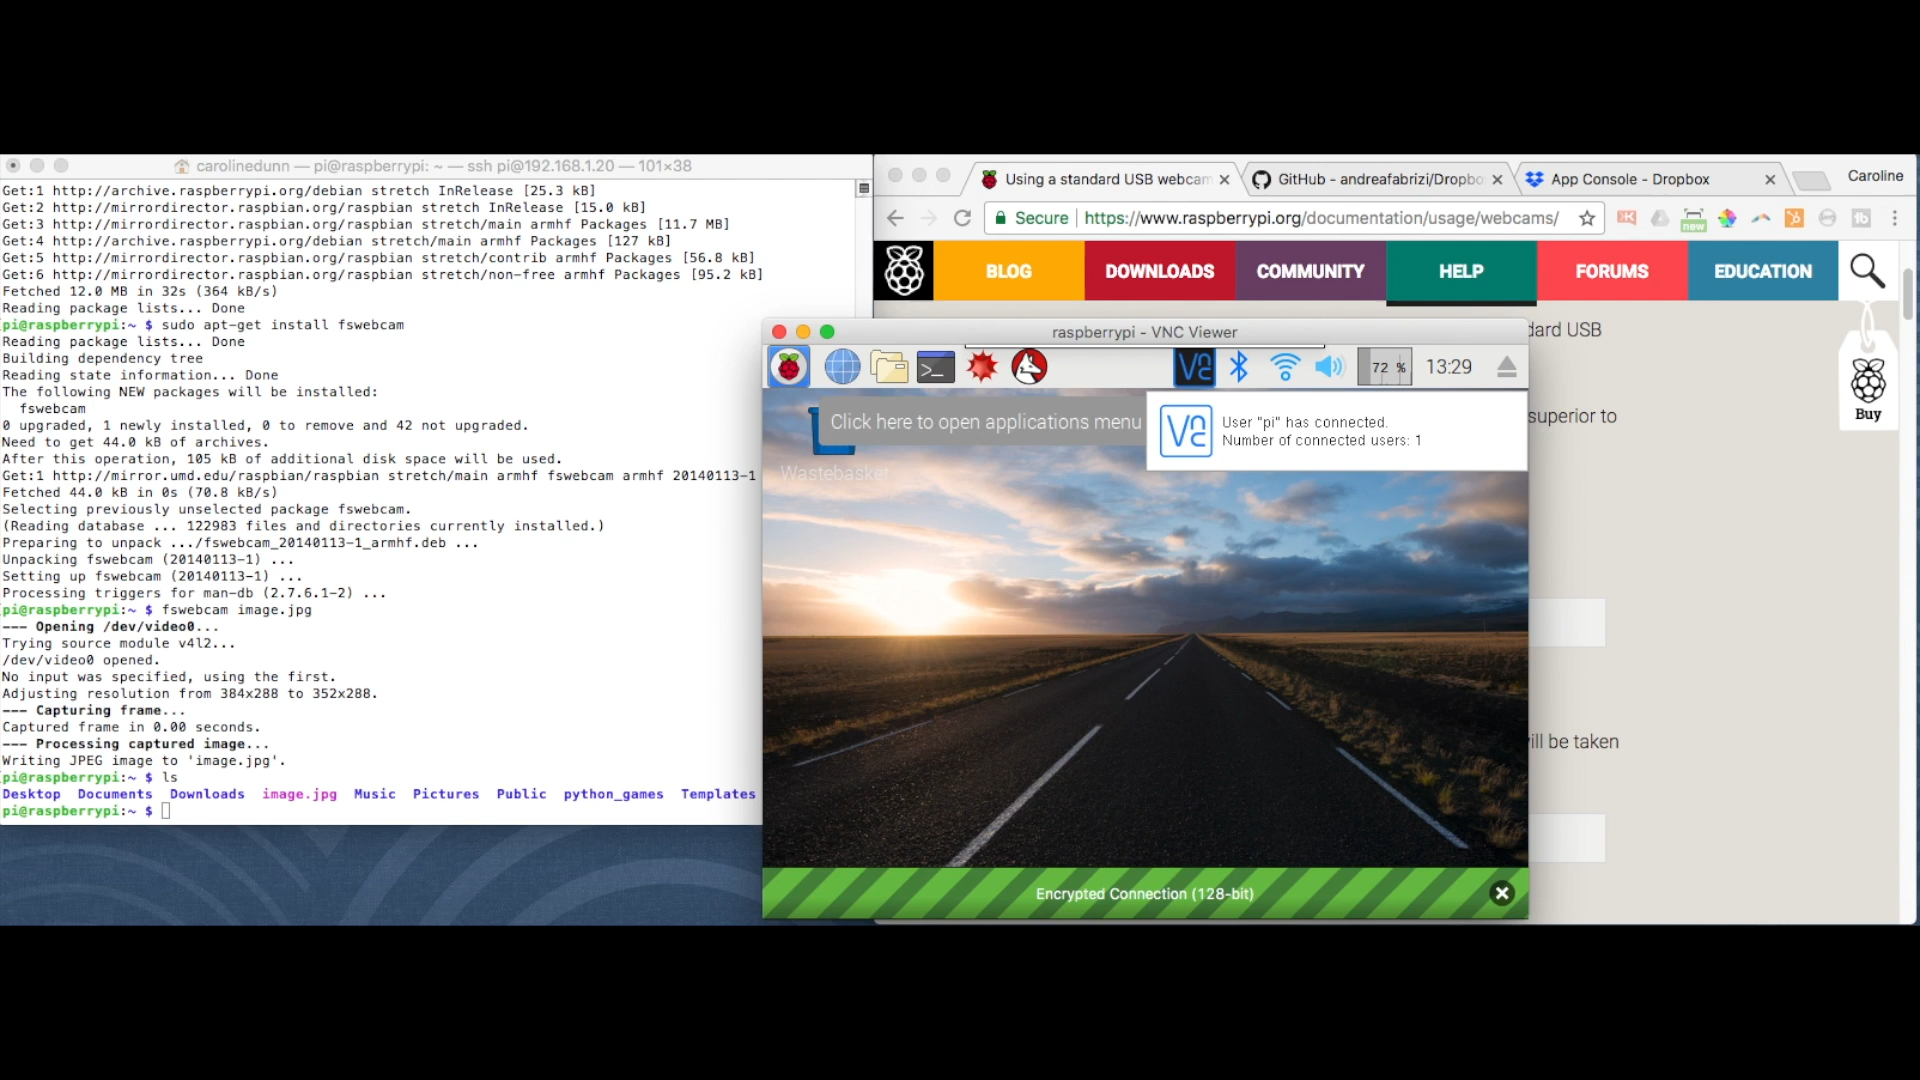 carolinedunn — pi@raspberrypi: ~ — ssh pi@192.168.1.20 — 101×38
Get:1 http://archive.raspberrypi.org/debian stretch InRelease [25.3 kB]
Get:2 http://mirrordirector.raspbian.org/raspbian stretch InRelease [15.0 kB]
Get:3 http://mirrordirector.raspbian.org/raspbian stretch/main armhf Packages [11.7 MB]
Get:4 http://archive.raspberrypi.org/debian stretch/main armhf Packages [127 kB]
Get:5 http://mirrordirector.raspbian.org/raspbian stretch/contrib armhf Packages [56.8 kB]
Get:6 http://mirrordirector.raspbian.org/raspbian stretch/non-free armhf Packages [95.2 kB]
Fetched 12.0 MB in 32s (364 kB/s)
Reading package lists... Done
pi@raspberrypi:~ $ sudo apt-get install fswebcam
Reading package lists... Done
Building dependency tree
Reading state information... Done
The following NEW packages will be installed:
  fswebcam
0 upgraded, 1 newly installed, 0 to remove and 42 not upgraded.
Need to get 44.0 kB of archives.
After this operation, 105 kB of additional disk space will be used.
Get:1 http://mirror.umd.edu/raspbian/raspbian stretch/main armhf fswebcam armhf 20140113-1
Fetched 44.0 kB in 0s (70.8 kB/s)
Selecting previously unselected package fswebcam.
(Reading database ... 122983 files and directories currently installed.)
Preparing to unpack .../fswebcam_20140113-1_armhf.deb ...
Unpacking fswebcam (20140113-1) ...
Setting up fswebcam (20140113-1) ...
Processing triggers for man-db (2.7.6.1-2) ...
pi@raspberrypi:~ $ fswebcam image.jpg
--- Opening /dev/video0...
Trying source module v4l2...
/dev/video0 opened.
No input was specified, using the first.
Adjusting resolution from 384x288 to 352x288.
--- Capturing frame...
Captured frame in 0.00 seconds.
--- Processing captured image...
Writing JPEG image to 'image.jpg'.
pi@raspberrypi:~ $ ls
Desktop Documents Downloads image.jpg Music Pictures Public python_games Templates
pi@raspberrypi:~ $
Using a standard USB webcam
GitHub - andreafabrizi/Dropbo
App Console - Dropbox
Caroline
Secure https://www.raspberrypi.org/documentation/usage/webcams/
new
BLOG DOWNLOADS COMMUNITY HELP FORUMS EDUCATION
dard USB
superior to
Buy
ill be taken
raspberrypi - VNC Viewer
72 % 13:29
Click here to open applications menu
User "pi" has connected.
Number of connected users: 1
Wastebasket
Encrypted Connection (128-bit)